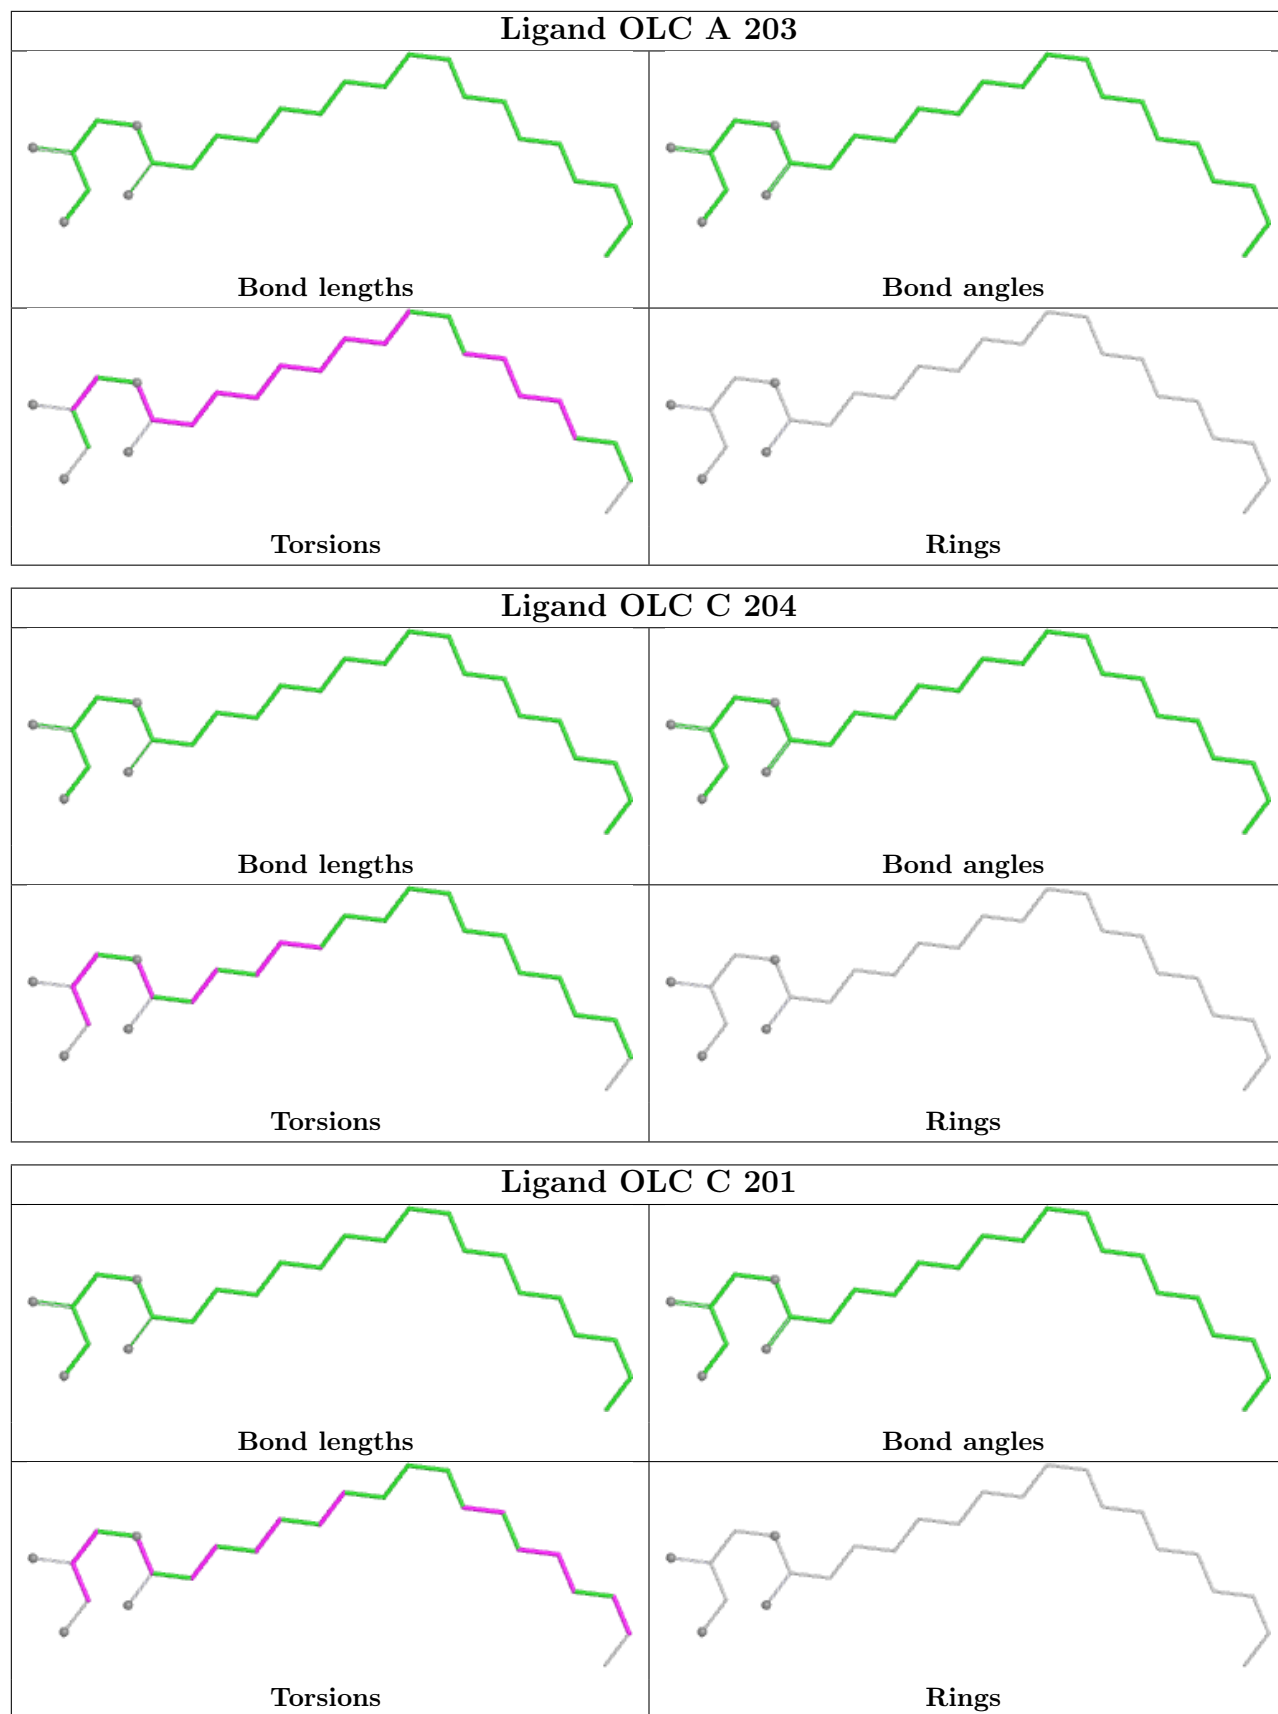 Ligand OLC A 203
Bond lengths
Bond angles
Torsions
Rings
Ligand OLC C 204
Bond lengths
Bond angles
Torsions
Rings
Ligand OLC C 201
Bond lengths
Bond angles
Torsions
Rings